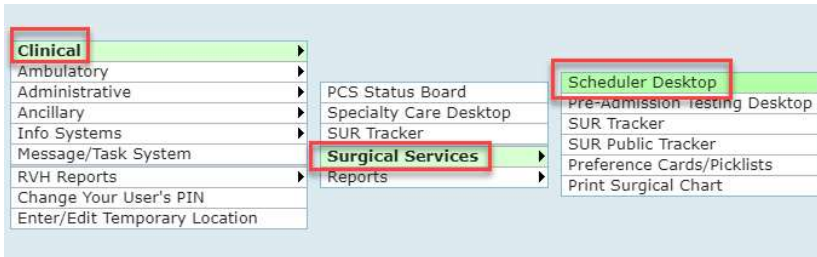 Clinical
Ambulatory
Administrative
Ancillary
Info Systems
Message/Task System
RVH Reports
Change Your User's PIN
Enter/Edit Temporary Location
PCS Status Board
Specialty Care Desktop
SUR Tracker
Surgical Services
Reports
Scheduler Desktop
Pre-Admission Testing Desktop
SUR Tracker
SUR Public Tracker
Preference Cards/Picklists
Print Surgical Chart